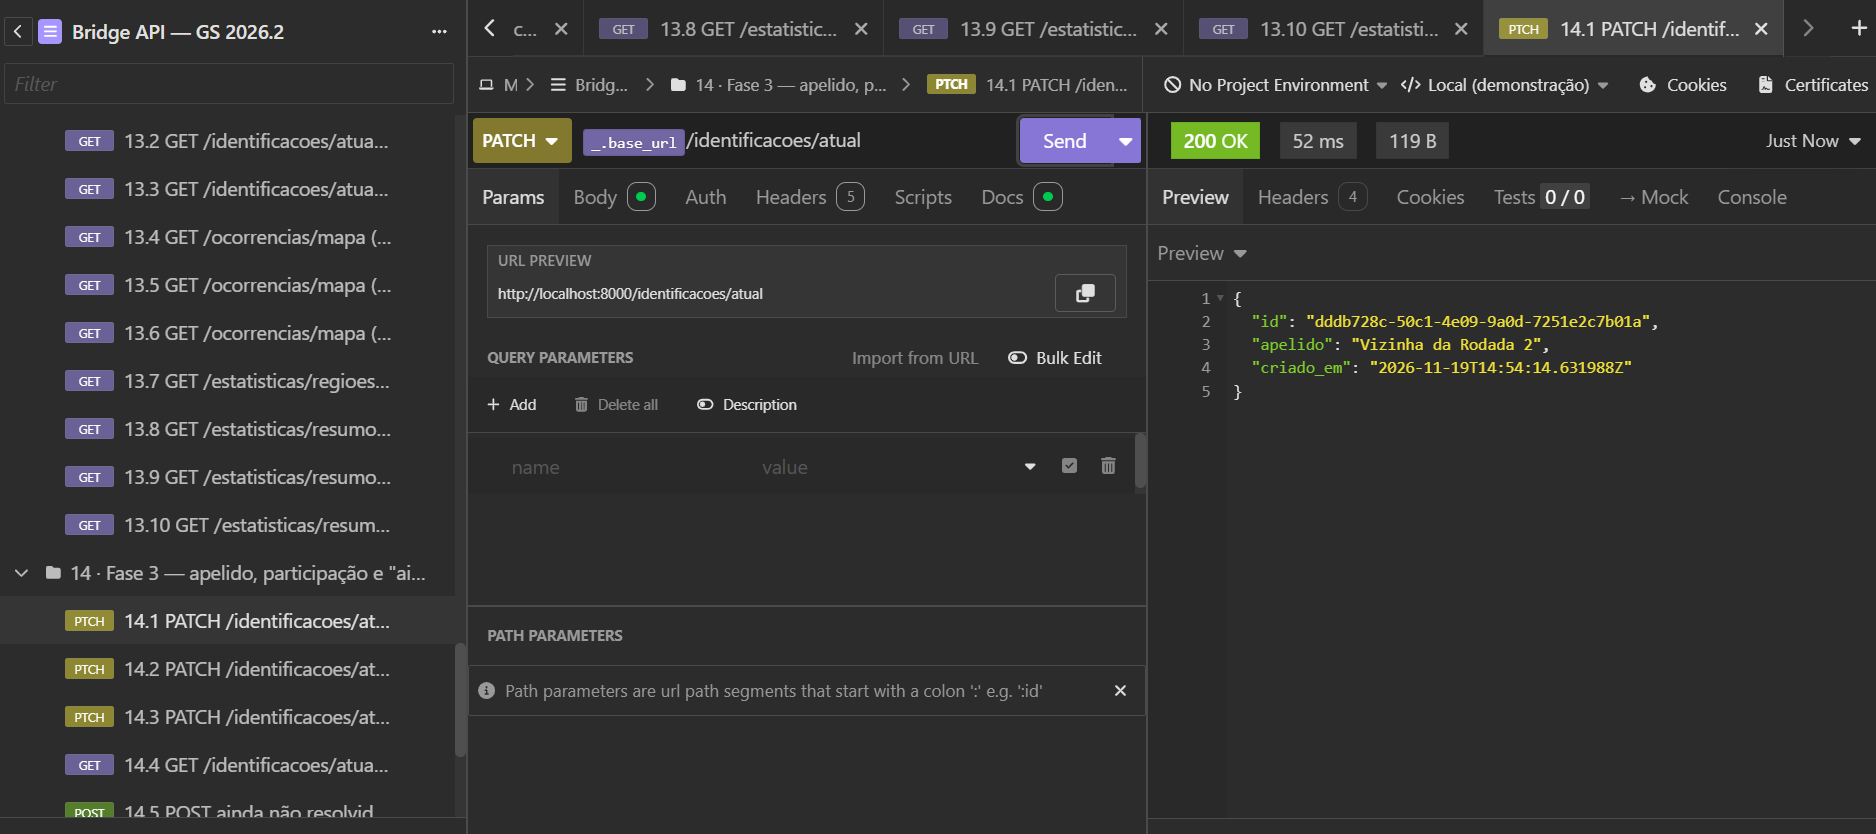 Bridge API — GS 2026.2
Filter
GET 13.2 GET /identificacoes/atua...
GET 13.3 GET /identificacoes/atua...
GET 13.4 GET /ocorrencias/mapa (...
GET 13.5 GET /ocorrencias/mapa (...
GET 13.6 GET /ocorrencias/mapa (...
GET 13.7 GET /estatisticas/regioes...
GET 13.8 GET /estatisticas/resumo...
GET 13.9 GET /estatisticas/resumo...
GET 13.10 GET /estatisticas/resum...
14 · Fase 3 — apelido, participação e "ai...
PTCH 14.1 PATCH /identificacoes/at...
PTCH 14.2 PATCH /identificacoes/at...
PTCH 14.3 PATCH /identificacoes/at...
GET 14.4 GET /identificacoes/atua...
POST 14.5 POST ainda não resolvid
c... GET 13.8 GET /estatistic... GET 13.9 GET /estatistic... GET 13.10 GET /estatisti... PTCH 14.1 PATCH /identif...
M Bridg... 14 · Fase 3 — apelido, p... PTCH 14.1 PATCH /iden...
PATCH _.base_url/identificacoes/atual Send
Params Body Auth Headers 5 Scripts Docs
URL PREVIEW
http://localhost:8000/identificacoes/atual
QUERY PARAMETERS Import from URL Bulk Edit
Add Delete all Description
name value
PATH PARAMETERS
Path parameters are url path segments that start with a colon ':' e.g. ':id'
No Project Environment </> Local (demonstração) Cookies Certificates
200 OK 52 ms 119 B Just Now
Preview Headers 4 Cookies Tests 0 / 0 → Mock Console
Preview
1 {
2 "id": "dddb728c-50c1-4e09-9a0d-7251e2c7b01a",
3 "apelido": "Vizinha da Rodada 2",
4 "criado_em": "2026-11-19T14:54:14.631988Z"
5 }